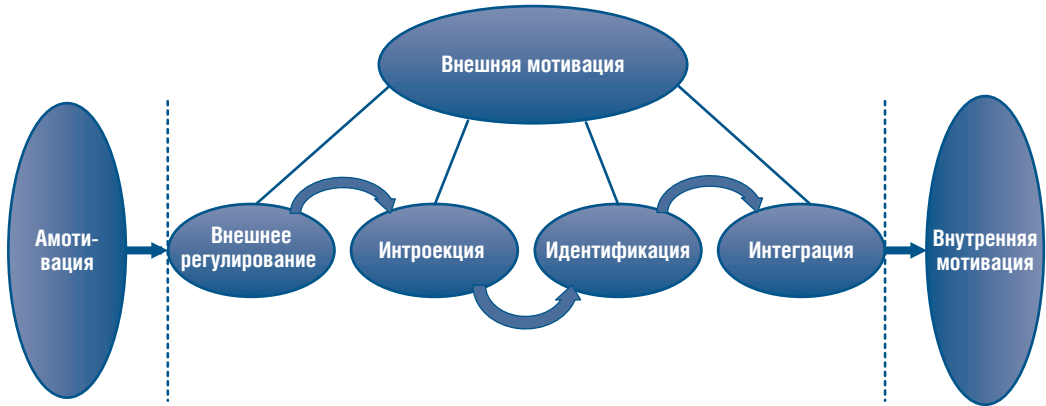 Внешняя мотивация
Амоти-
вация
Внешнее
регулирование
Интроекция
Идентификация
Интеграция
Внутренняя
мотивация